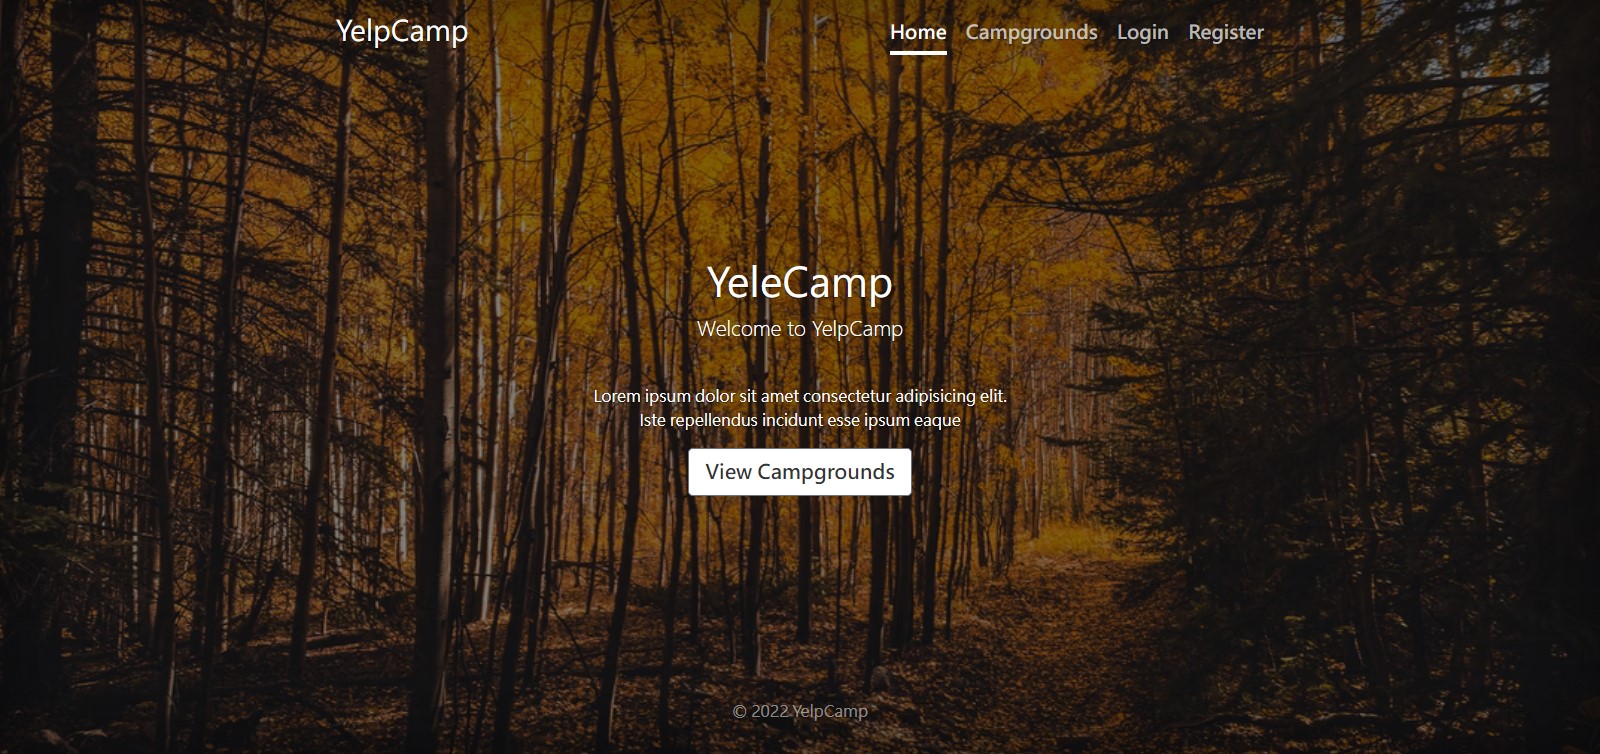 YelpCamp
Home Campgrounds Login Register
YeleCamp
Welcome to YelpCamp
Lorem ipsum dolor sit amet consectetur adipisicing elit.
Iste repellendus incidunt esse ipsum eaque
View Campgrounds
© 2022 YelpCamp